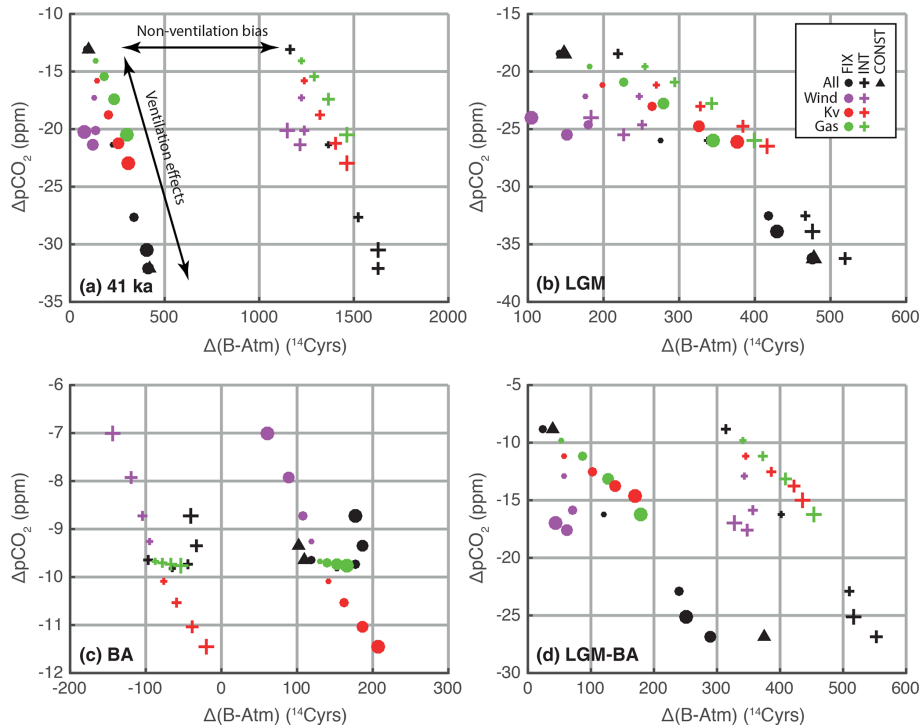 -5
-10
-15
-20
-25
-30
-35
ΔpCO2 (ppm)
Non-ventilation bias
Ventilation effects
(a) 41 ka
0
500
1000
1500
2000
Δ(B-Atm) (14Cyrs)
-10
-15
-20
-25
-30
-35
-40
ΔpCO2 (ppm)
FIX
INT
CONST
All
Wind
Kv
Gas
(b) LGM
100
200
300
400
500
600
Δ(B-Atm) (14Cyrs)
-6
-7
-8
-9
-10
-11
-12
ΔpCO2 (ppm)
(c) BA
-200
-100
0
100
200
300
Δ(B-Atm) (14Cyrs)
-5
-10
-15
-20
-25
-30
ΔpCO2 (ppm)
(d) LGM-BA
0
100
200
300
400
500
600
Δ(B-Atm) (14Cyrs)